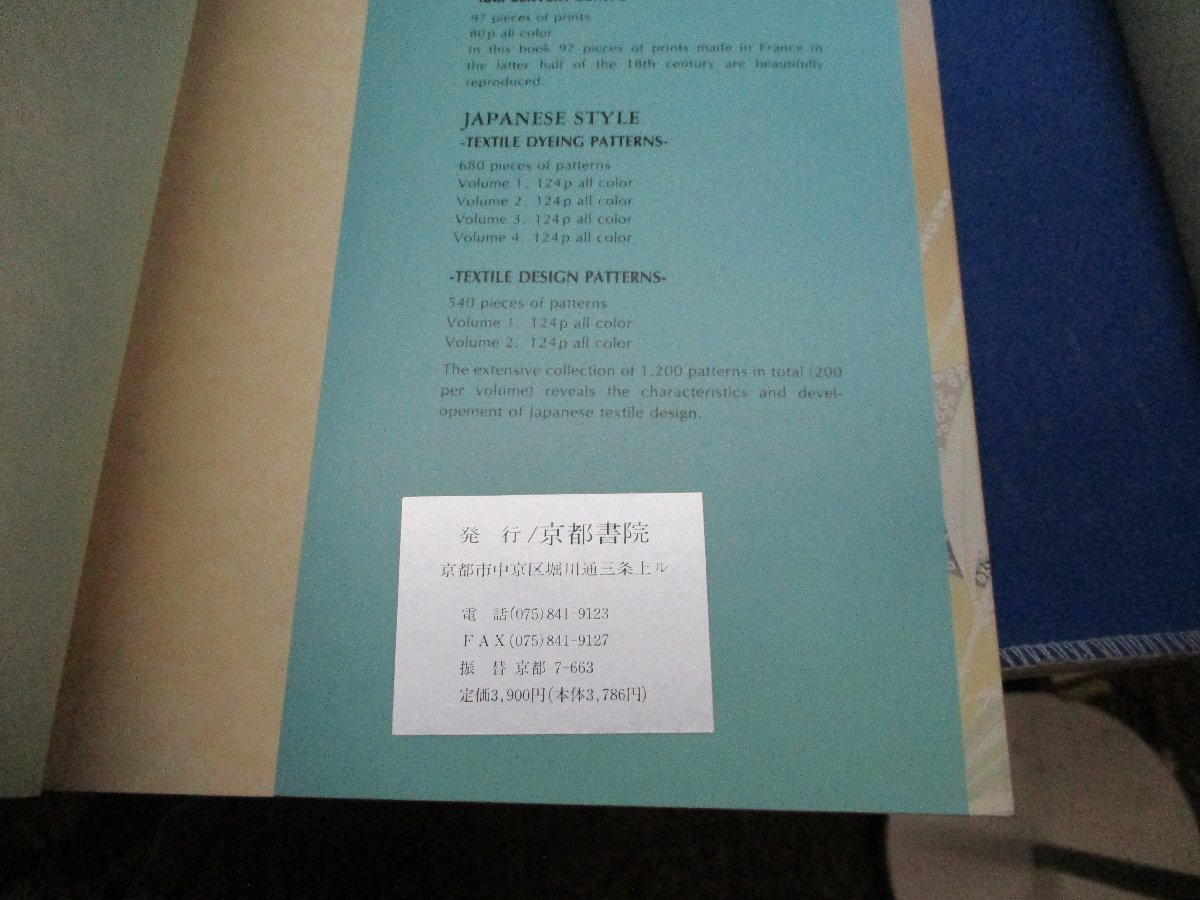 97 pieces of prints
80p all color
In this book 97 pieces of prints made in France in
the latter half of the 18th century are beautifully
reproduced.
JAPANESE STYLE
-TEXTILE DYEING PATTERNS-
680 pieces of patterns
Volume 1. 124p all color
Volume 2. 124p all color
Volume 3. 124p all color
Volume 4. 124p all color
-TEXTILE DESIGN PATTERNS-
540 pieces of patterns
Volume 1. 124p all color
Volume 2. 124p all color
The extensive collection of 1,200 patterns in total (200
per volume) reveals the characteristics and devel-
opement of Japanese textile design.
発 行/京都書院
京都市中京区堀川通三条上ル
電 話(075)841-9123
FAX(075)841-9127
振 替 京都 7-663
定価3,900円(本体3,786円)